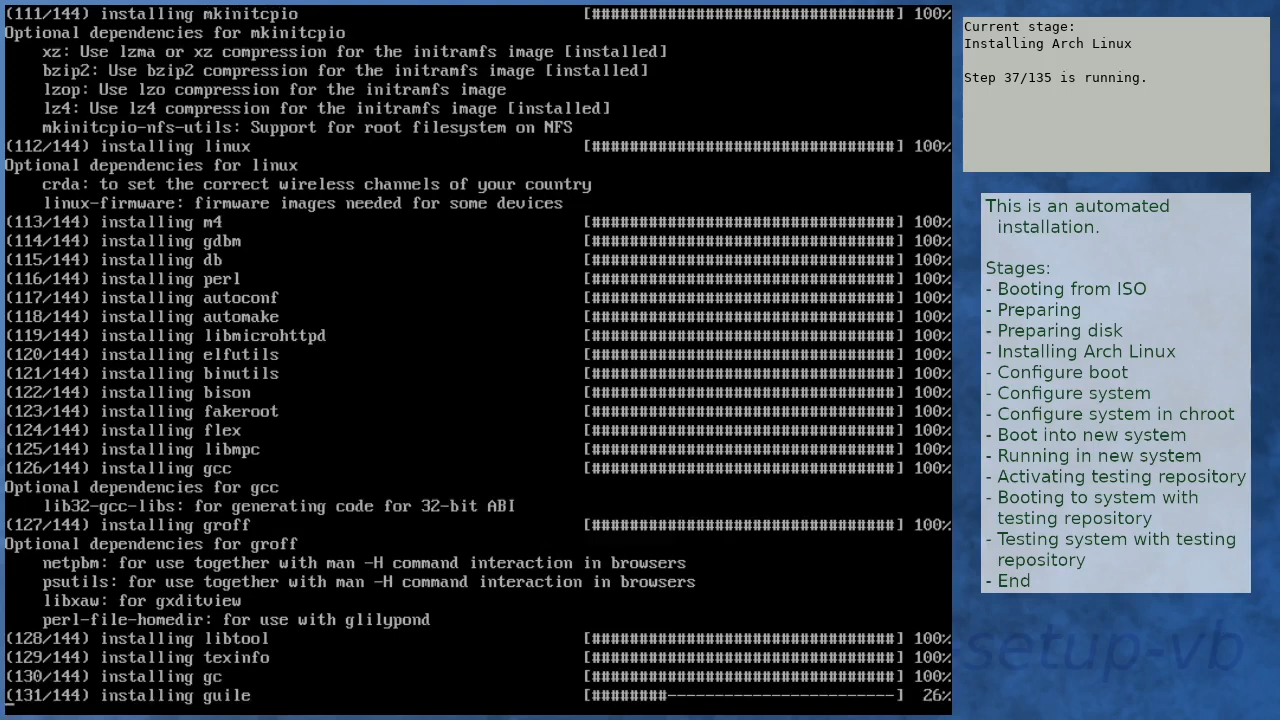 (111/144) installing mkinitcpio [################################] 100%
Optional dependencies for mkinitcpio
xz: Use lzma or xz compression for the initramfs image [installed]
bzip2: Use bzip2 compression for the initramfs image [installed]
lzop: Use lzo compression for the initramfs image
lz4: Use lz4 compression for the initramfs image [installed]
mkinitcpio-nfs-utils: Support for root filesystem on NFS
(112/144) installing linux [################################] 100%
Optional dependencies for linux
crda: to set the correct wireless channels of your country
linux-firmware: firmware images needed for some devices
(113/144) installing m4 [################################] 100%
(114/144) installing gdbm [################################] 100%
(115/144) installing db [################################] 100%
(116/144) installing perl [################################] 100%
(117/144) installing autoconf [################################] 100%
(118/144) installing automake [################################] 100%
(119/144) installing libmicrohttpd [################################] 100%
(120/144) installing elfutils [################################] 100%
(121/144) installing binutils [################################] 100%
(122/144) installing bison [################################] 100%
(123/144) installing fakeroot [################################] 100%
(124/144) installing flex [################################] 100%
(125/144) installing libmpc [################################] 100%
(126/144) installing gcc [################################] 100%
Optional dependencies for gcc
lib32-gcc-libs: for generating code for 32-bit ABI
(127/144) installing groff [################################] 100%
Optional dependencies for groff
netpbm: for use together with man -H command interaction in browsers
psutils: for use together with man -H command interaction in browsers
libxaw: for gxditview
perl-file-homedir: for use with glilypond
(128/144) installing libtool [################################] 100%
(129/144) installing texinfo [################################] 100%
(130/144) installing gc [################################] 100%
(131/144) installing guile [########------------------------] 26%
Current stage:
Installing Arch Linux
Step 37/135 is running.
This is an automated
installation.
Stages:
- Booting from ISO
- Preparing
- Preparing disk
- Installing Arch Linux
- Configure boot
- Configure system
- Configure system in chroot
- Boot into new system
- Running in new system
- Activating testing repository
- Booting to system with
testing repository
- Testing system with testing
repository
- End
setup-vb